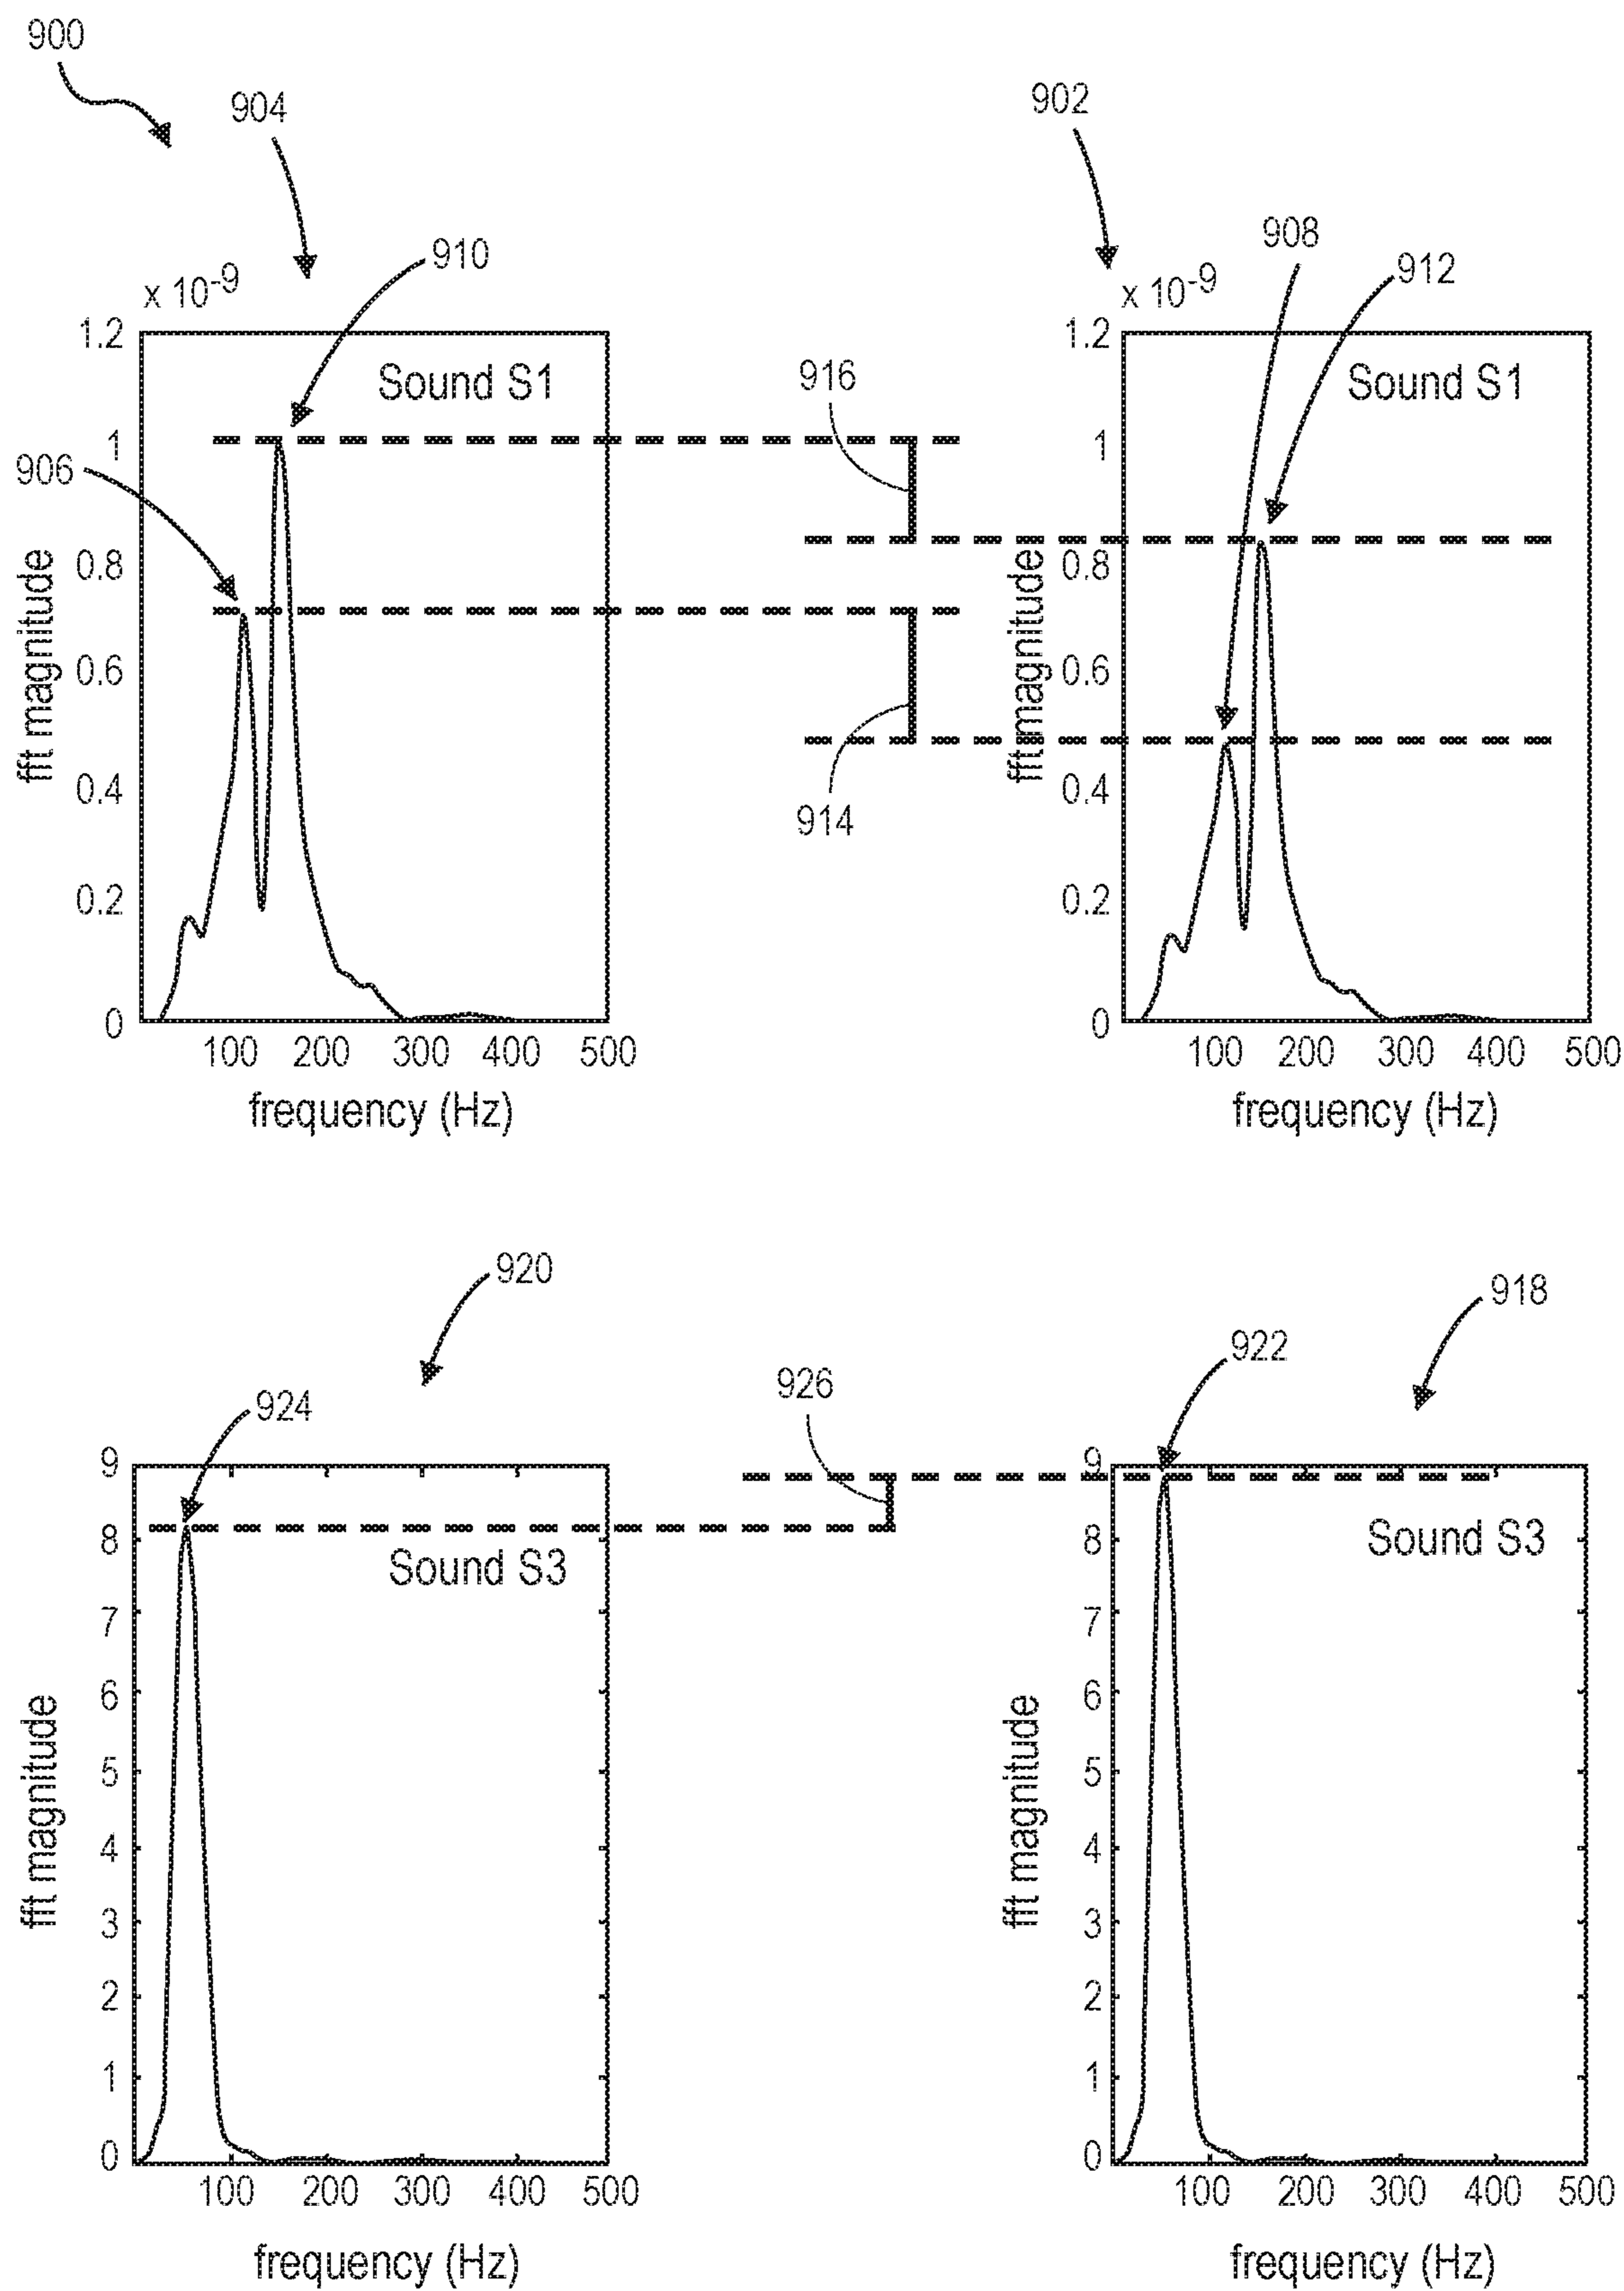 900
904
902
910
908
912
x 10-9
x 10-9
1.2
1
0.8
0.6
0.4
0.2
0
Sound S1
906
fft magnitude
100 200 300 400 500
frequency (Hz)
916
914
1.2
1
0.8
0.6
0.4
0.2
0
Sound S1
fft magnitude
100 200 300 400 500
frequency (Hz)
920
918
924
926
922
9
8
7
6
5
4
3
2
1
0
Sound S3
fft magnitude
100 200 300 400 500
frequency (Hz)
9
8
7
6
5
4
3
2
1
0
Sound S3
fft magnitude
100 200 300 400 500
frequency (Hz)